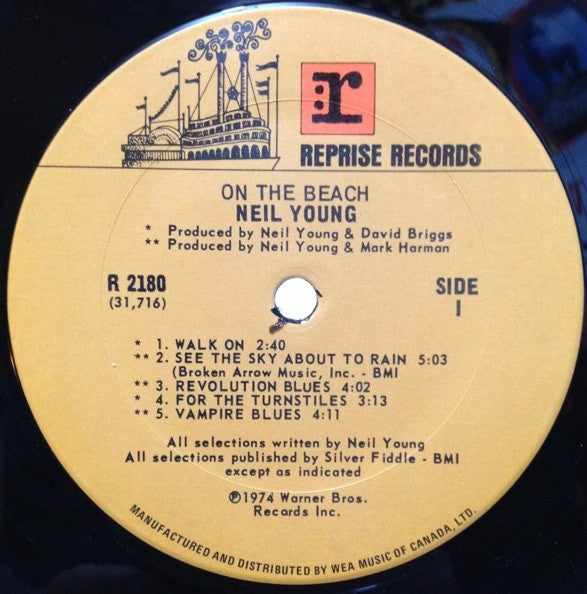 :r
REPRISE RECORDS
ON THE BEACH
NEIL YOUNG
* Produced by Neil Young & David Briggs
** Produced by Neil Young & Mark Harman
R 2180
(31,716)
SIDE
I
* 1. WALK ON 2:40
** 2. SEE THE SKY ABOUT TO RAIN 5:03
(Broken Arrow Music, Inc. - BMI
** 3. REVOLUTION BLUES 4:02
* 4. FOR THE TURNSTILES 3:13
** 5. VAMPIRE BLUES 4:11
All selections written by Neil Young
All selections published by Silver Fiddle - BMI
except as indicated
℗1974 Warner Bros.
Records Inc.
MANUFACTURED AND DISTRIBUTED BY WEA MUSIC OF CANADA, LTD.